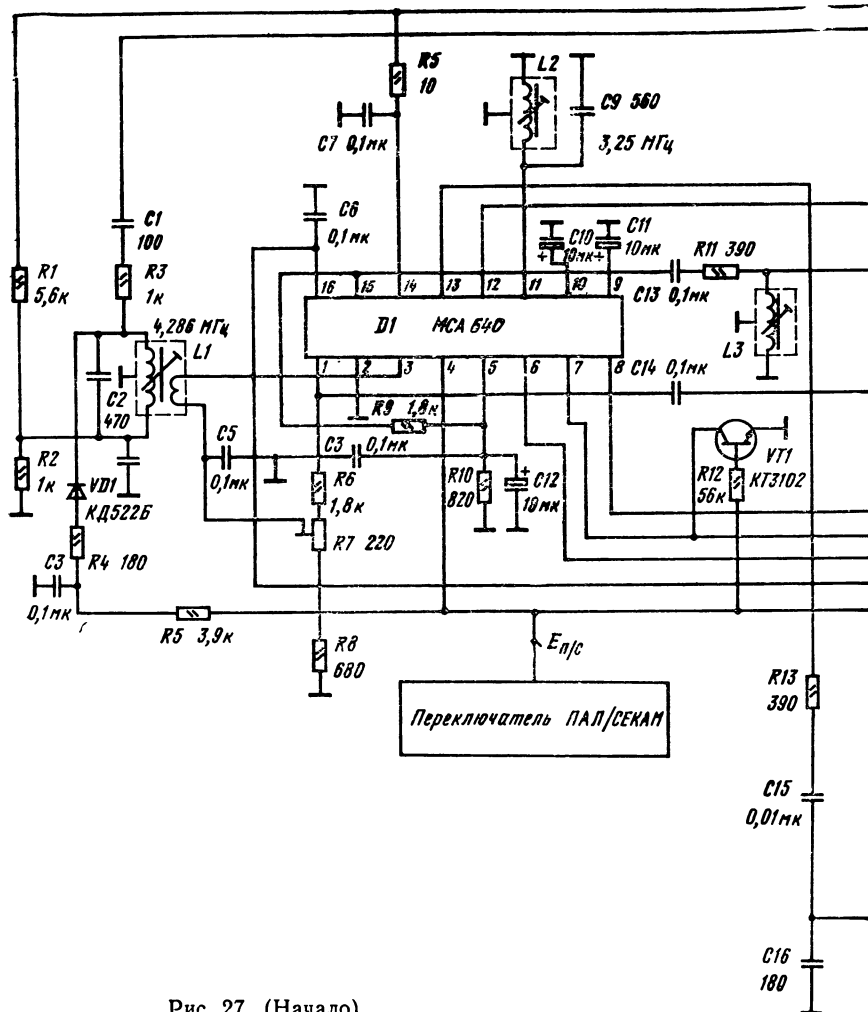 R5
10
L2
C9 560
3,25 МГц
C7 0,1мк
C6
0,1мк
C1
100
C10
10мк
+
C11
10мк
+
R11 390
R1
5,6к
R3
1к
C13 0,1мк
16 15 14 13 12 11 10 9
D1 МСА 640
1 2 3 4 5 6 7 8
4,286 МГц
L1
L3
C2
470
C14 0,1мк
R9 1,8к
C5
0,1мк
C3 0,1мк
VT1
КТ3102
R12
56к
R2
1к
VD1
КД522Б
R6
1,8к
R10
820
+
C12
10мк
R4 180
R7 220
C3
0,1мк
R5 3,9к
R8
680
Eп/с
R13
390
Переключатель ПАЛ/СЕКАМ
C15
0,01мк
C16
180
Рис. 27. (Начало)